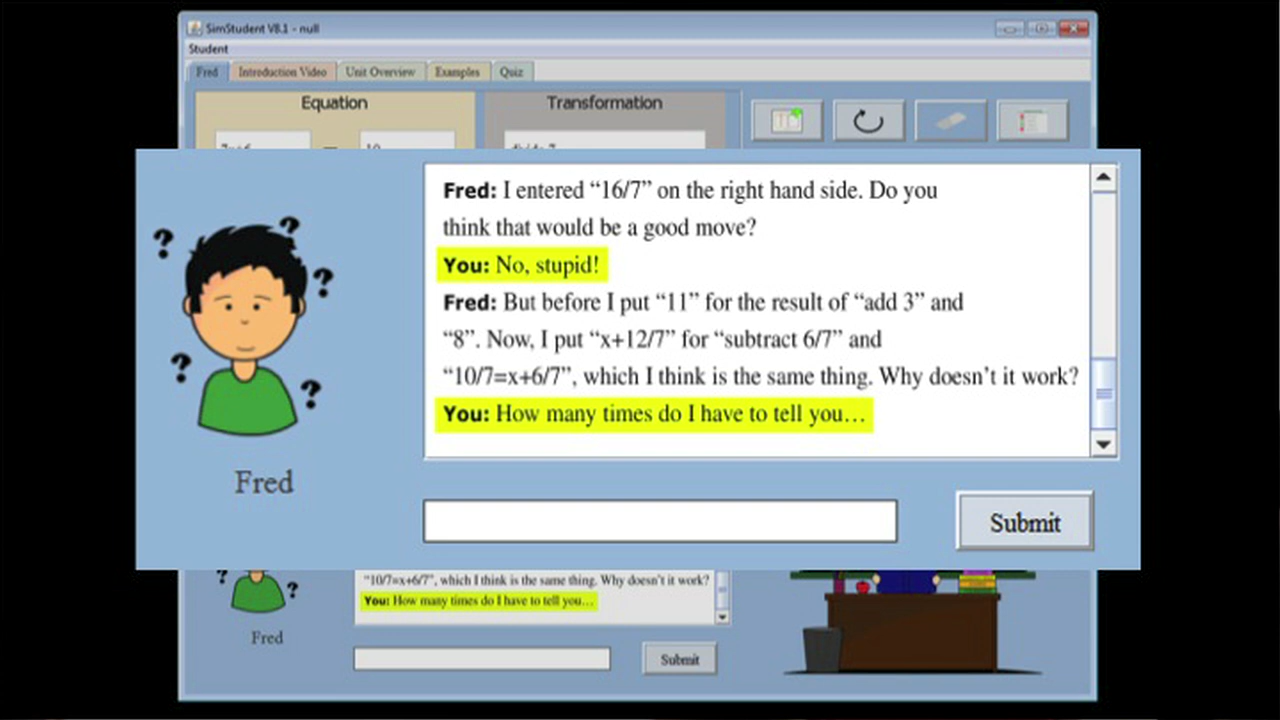 SimStudent V8.1 - null
Student
Fred Introduction Video Unit Overview Examples Quiz
Equation Transformation
Fred: I entered “16/7” on the right hand side. Do you
think that would be a good move?
You: No, stupid!
Fred: But before I put “11” for the result of “add 3” and
“8”. Now, I put “x+12/7” for “subtract 6/7” and
“10/7=x+6/7”, which I think is the same thing. Why doesn’t it work?
You: How many times do I have to tell you…
Fred
Submit
“10/7=x+6/7”, which I think is the same thing. Why doesn’t it work?
You: How many times do I have to tell you…
Fred
Submit